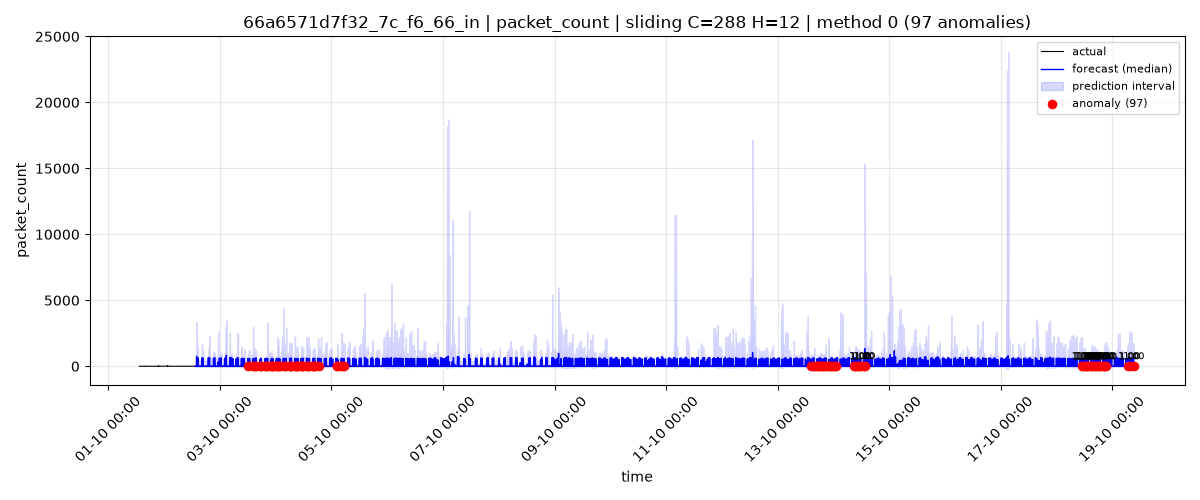 66a6571d7f32_7c_f6_66_in | packet_count | sliding C=288 H=12 | method 0 (97 anomalies)
actual
forecast (median)
prediction interval
anomaly (97)
25000
20000
15000
10000
5000
0
packet_count
01-10 00:00
03-10 00:00
05-10 00:00
07-10 00:00
09-10 00:00
11-10 00:00
13-10 00:00
15-10 00:00
17-10 00:00
19-10 00:00
time